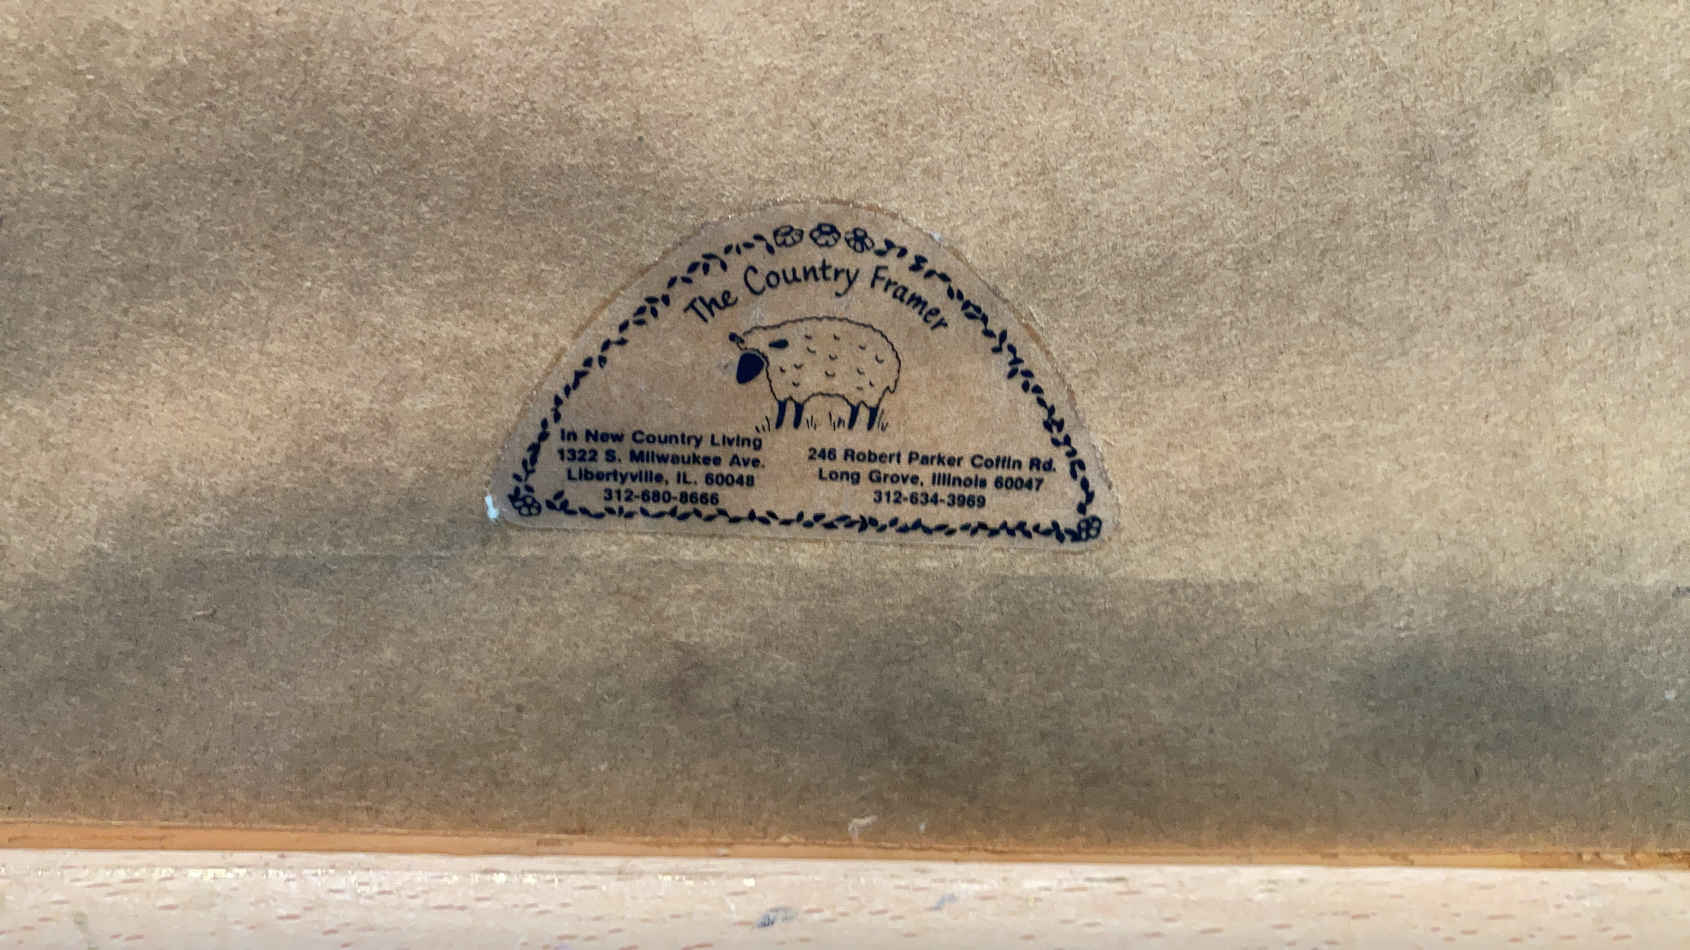 The Country Framer
In New Country Living
1322 S. Milwaukee Ave.
Libertyville, IL. 60048
312-680-8666
246 Robert Parker Coffin Rd.
Long Grove, Illinois 60047
312-634-3969